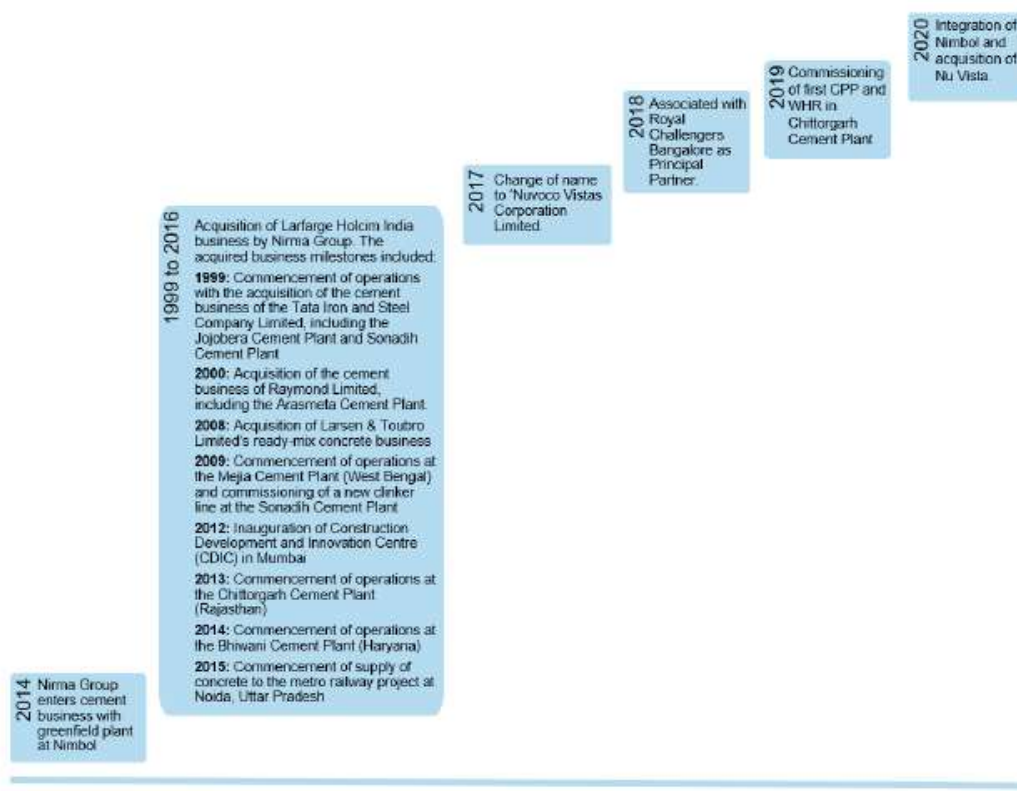 2014
Nirma Group
enters cement
business with
greenfield plant
at Nimbol
1999 to 2016
Acquisition of Larfarge Holcim India
business by Nirma Group. The
acquired business milestones included:
1999: Commencement of operations
with the acquisition of the cement
business of the Tata Iron and Steel
Company Limited, including the
Jojobera Cement Plant and Sonadih
Cement Plant
2000: Acquisition of the cement
business of Raymond Limited,
including the Arasmeta Cement Plant.
2008: Acquisition of Larsen & Toubro
Limited's ready-mix concrete business
2009: Commencement of operations at
the Mejia Cement Plant (West Bengal)
and commissioning of a new clinker
line at the Sonadih Cement Plant
2012: Inauguration of Construction
Development and Innovation Centre
(CDIC) in Mumbai
2013: Commencement of operations at
the Chittorgarh Cement Plant
(Rajasthan)
2014: Commencement of operations at
the Bhiwani Cement Plant (Haryana)
2015: Commencement of supply of
concrete to the metro railway project at
Noida, Uttar Pradesh
2017
Change of name
to 'Nuvoco Vistas
Corporation
Limited.
2018
Associated with
Royal
Challengers
Bangalore as
Principal
Partner.
2019
Commissioning
of first CPP and
WHR in
Chittorgarh
Cement Plant
2020
Integration of
Nimbol and
acquisition of
Nu Vista